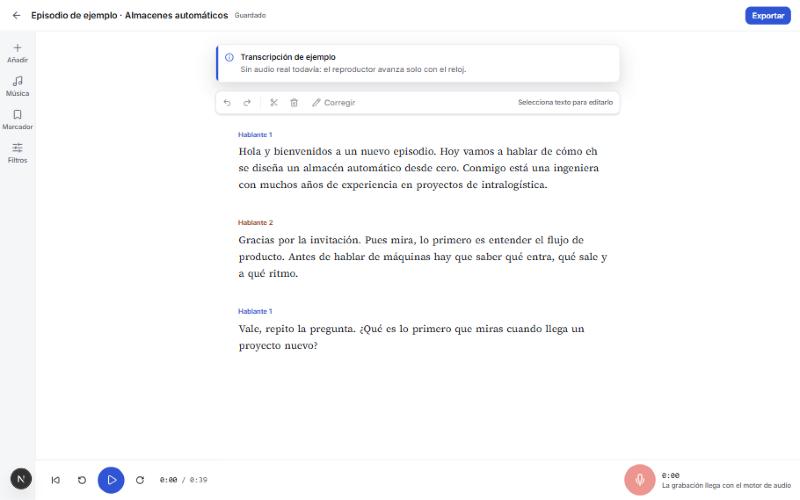 Episodio de ejemplo · Almacenes automáticos Guardado
Exportar
Añadir
Música
Marcador
Filtros
Transcripción de ejemplo
Sin audio real todavía: el reproductor avanza solo con el reloj.
Corregir
Selecciona texto para editarlo
Hablante 1
Hola y bienvenidos a un nuevo episodio. Hoy vamos a hablar de cómo eh
se diseña un almacén automático desde cero. Conmigo está una ingeniera
con muchos años de experiencia en proyectos de intralogística.
Hablante 2
Gracias por la invitación. Pues mira, lo primero es entender el flujo de
producto. Antes de hablar de máquinas hay que saber qué entra, qué sale y
a qué ritmo.
Hablante 1
Vale, repito la pregunta. ¿Qué es lo primero que miras cuando llega un
proyecto nuevo?
N
0:00 / 0:39
0:00
La grabación llega con el motor de audio